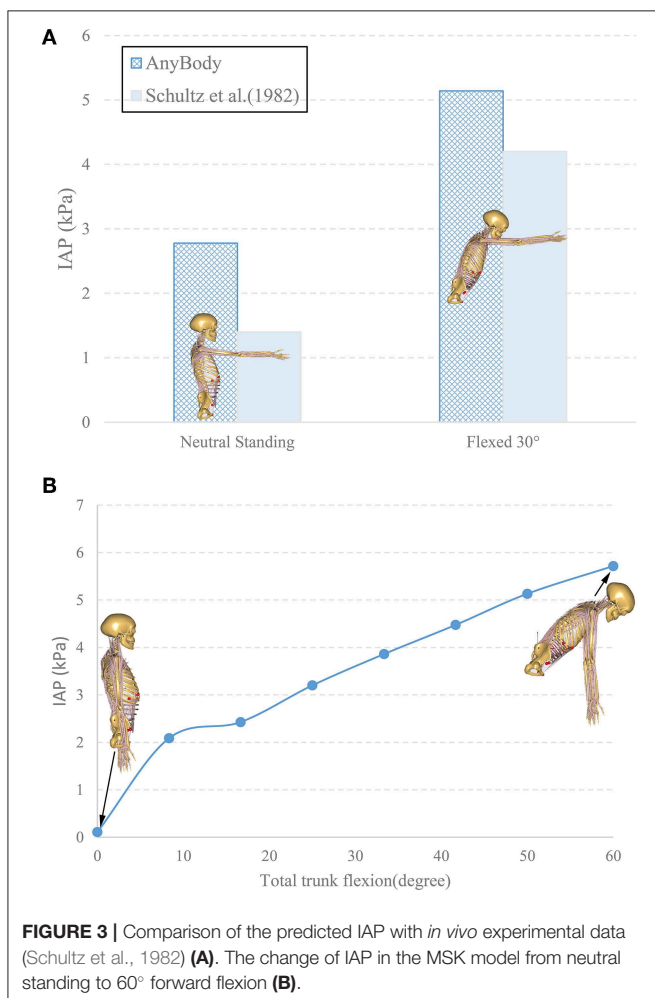 A
6
AnyBody
Schultz et al.(1982)
5
4
3
2
1
0
IAP (kPa)
Neutral Standing
Flexed 30°
B
7
6
5
4
3
2
1
0
IAP (kPa)
0
10
20
30
40
50
60
Total trunk flexion(degree)
FIGURE 3 | Comparison of the predicted IAP with in vivo experimental data
(Schultz et al., 1982) (A). The change of IAP in the MSK model from neutral
standing to 60° forward flexion (B).